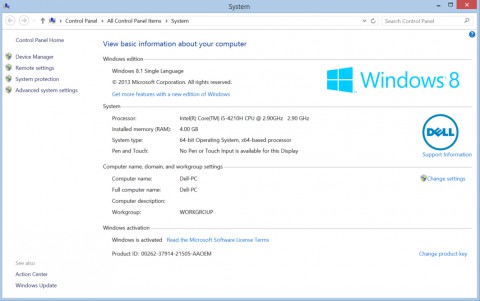 System
Control Panel ▸ All Control Panel Items ▸ System
Search Control Panel
Control Panel Home
Device Manager
Remote settings
System protection
Advanced system settings
See also
Action Center
Windows Update
View basic information about your computer
Windows edition
Windows 8.1 Single Language
© 2013 Microsoft Corporation. All rights reserved.
Get more features with a new edition of Windows
Windows 8
System
Processor: Intel(R) Core(TM) i5-4210H CPU @ 2.90GHz 2.90 GHz
Installed memory (RAM): 4.00 GB
System type: 64-bit Operating System, x64-based processor
Pen and Touch: No Pen or Touch Input is available for this Display
DELL
Support Information
Computer name, domain, and workgroup settings
Computer name: Dell-PC
Change settings
Full computer name: Dell-PC
Computer description:
Workgroup: WORKGROUP
Windows activation
Windows is activated Read the Microsoft Software License Terms
Product ID: 00262-37914-21505-AAOEM
Change product key